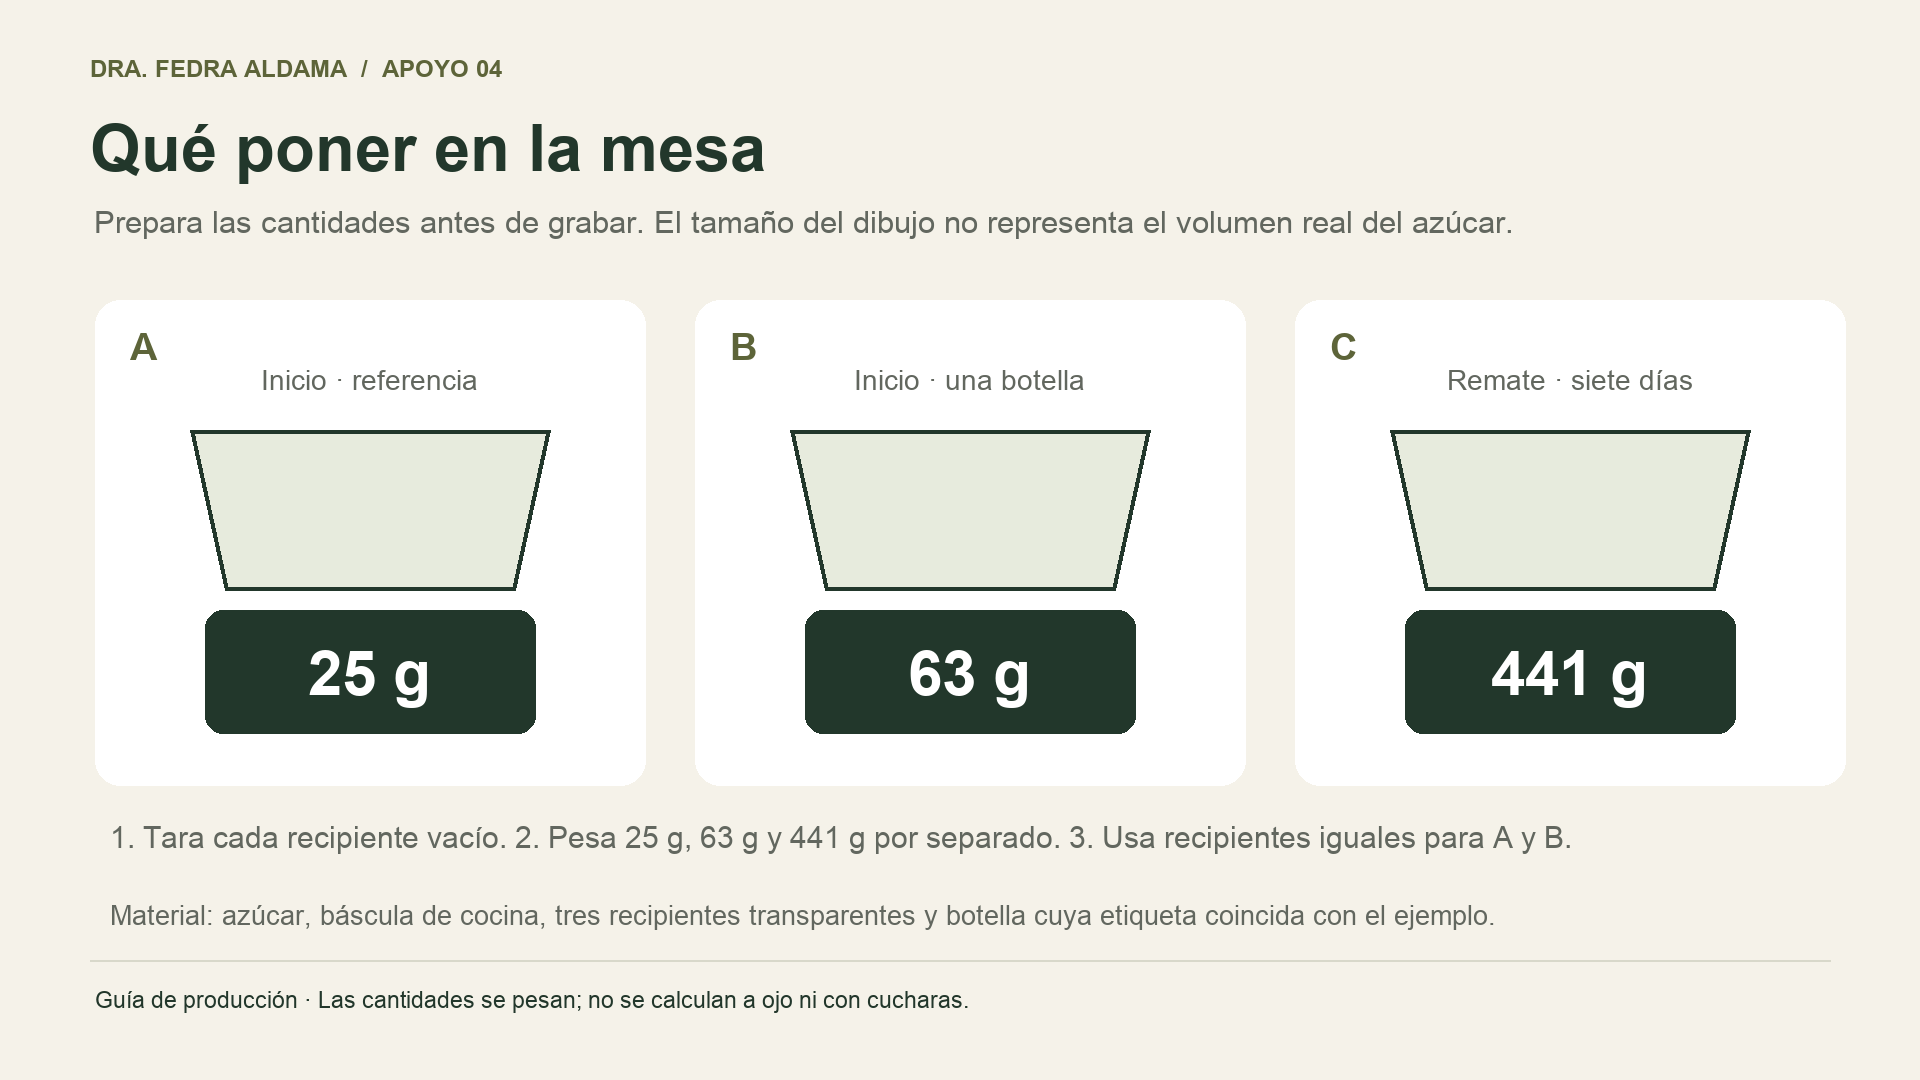 DRA. FEDRA ALDAMA / APOYO 04
Qué poner en la mesa
Prepara las cantidades antes de grabar. El tamaño del dibujo no representa el volumen real del azúcar.
A
Inicio · referencia
25 g
B
Inicio · una botella
63 g
C
Remate · siete días
441 g
1. Tara cada recipiente vacío. 2. Pesa 25 g, 63 g y 441 g por separado. 3. Usa recipientes iguales para A y B.
Material: azúcar, báscula de cocina, tres recipientes transparentes y botella cuya etiqueta coincida con el ejemplo.
Guía de producción · Las cantidades se pesan; no se calculan a ojo ni con cucharas.